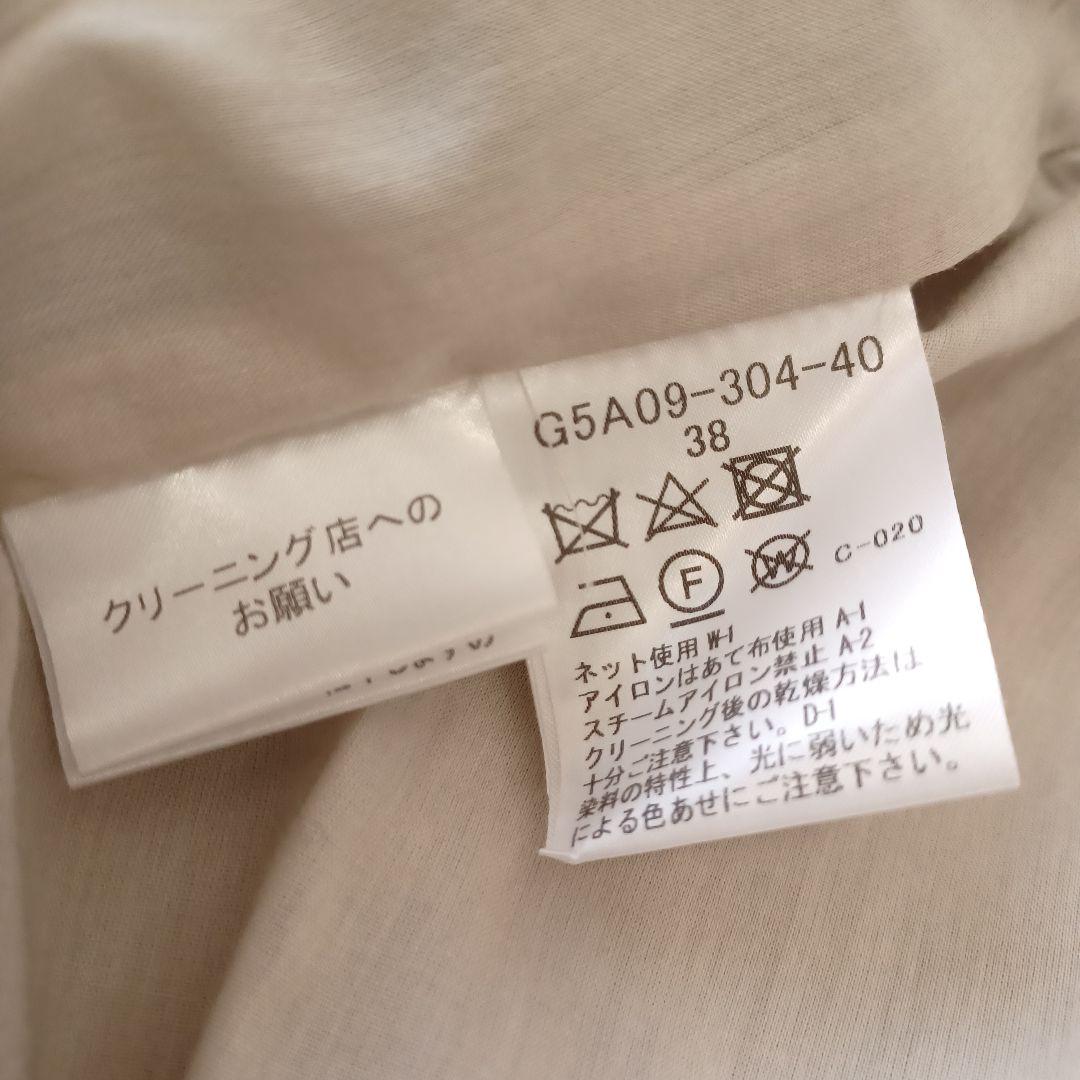 クリーニング店への
お願い
G5A09-304-40
38
F
W
C-020
ネット使用 W-1
アイロンはあて布使用 A-1
スチームアイロン禁止 A-2
クリーニング後の乾燥方法は
十分ご注意下さい。D-1
染料の特性上、光に弱いため光
による色あせにご注意下さい。